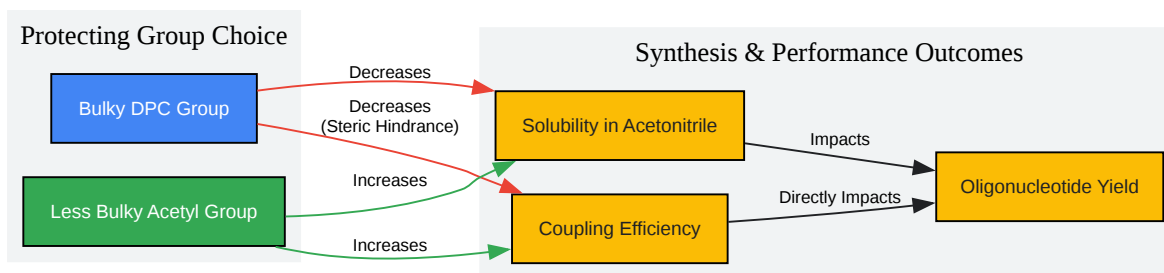 Protecting Group Choice
Bulky DPC Group
Less Bulky Acetyl Group
Decreases
Decreases
(Steric Hindrance)
Increases
Increases
Synthesis & Performance Outcomes
Solubility in Acetonitrile
Coupling Efficiency
Impacts
Directly Impacts
Oligonucleotide Yield